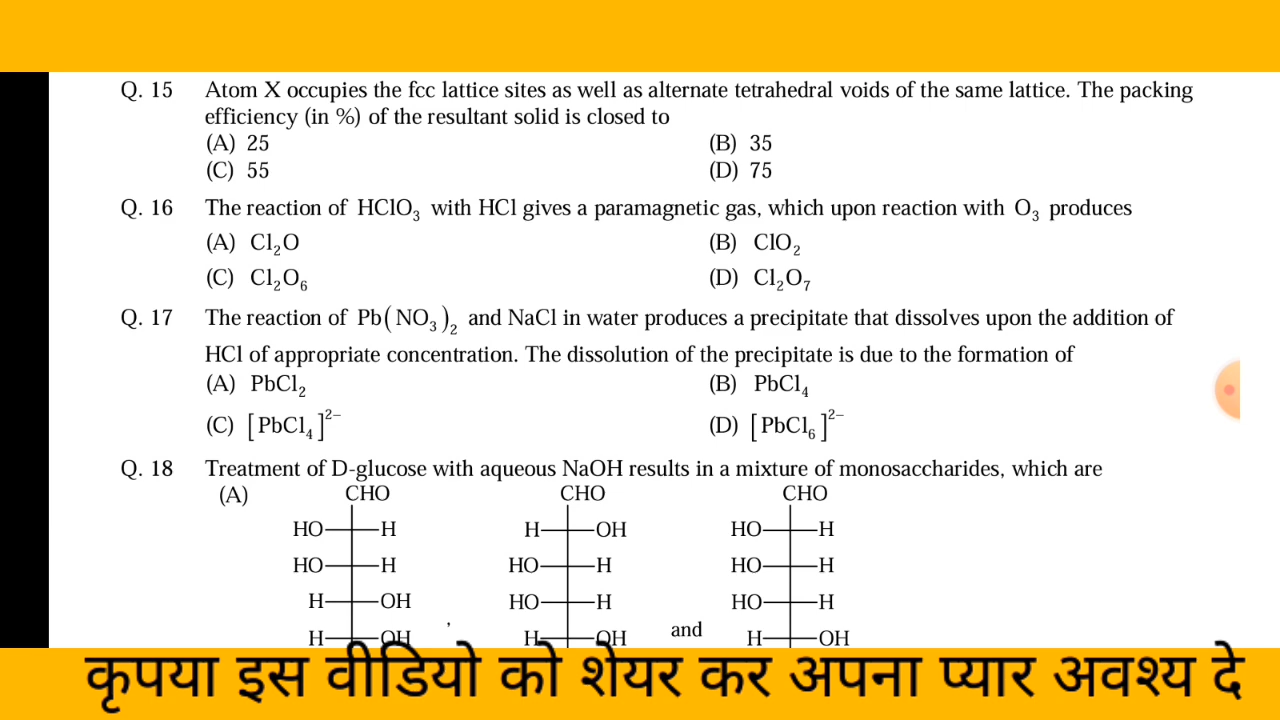 Q. 15 Atom X occupies the fcc lattice sites as well as alternate tetrahedral voids of the same lattice. The packing
efficiency (in %) of the resultant solid is closed to
(A) 25 (B) 35
(C) 55 (D) 75
Q. 16 The reaction of HClO₃ with HCl gives a paramagnetic gas, which upon reaction with O₃ produces
(A) Cl₂O (B) ClO₂
(C) Cl₂O₆ (D) Cl₂O₇
Q. 17 The reaction of Pb(NO₃)₂ and NaCl in water produces a precipitate that dissolves upon the addition of
HCl of appropriate concentration. The dissolution of the precipitate is due to the formation of
(A) PbCl₂ (B) PbCl₄
(C) [PbCl₄]²⁻ (D) [PbCl₆]²⁻
Q. 18 Treatment of D-glucose with aqueous NaOH results in a mixture of monosaccharides, which are
(A) CHO CHO CHO
HO H H OH HO H
HO H HO H HO H
H OH HO H HO H
H OH , H OH and H OH
कृपया इस वीडियो को शेयर कर अपना प्यार अवश्य दे